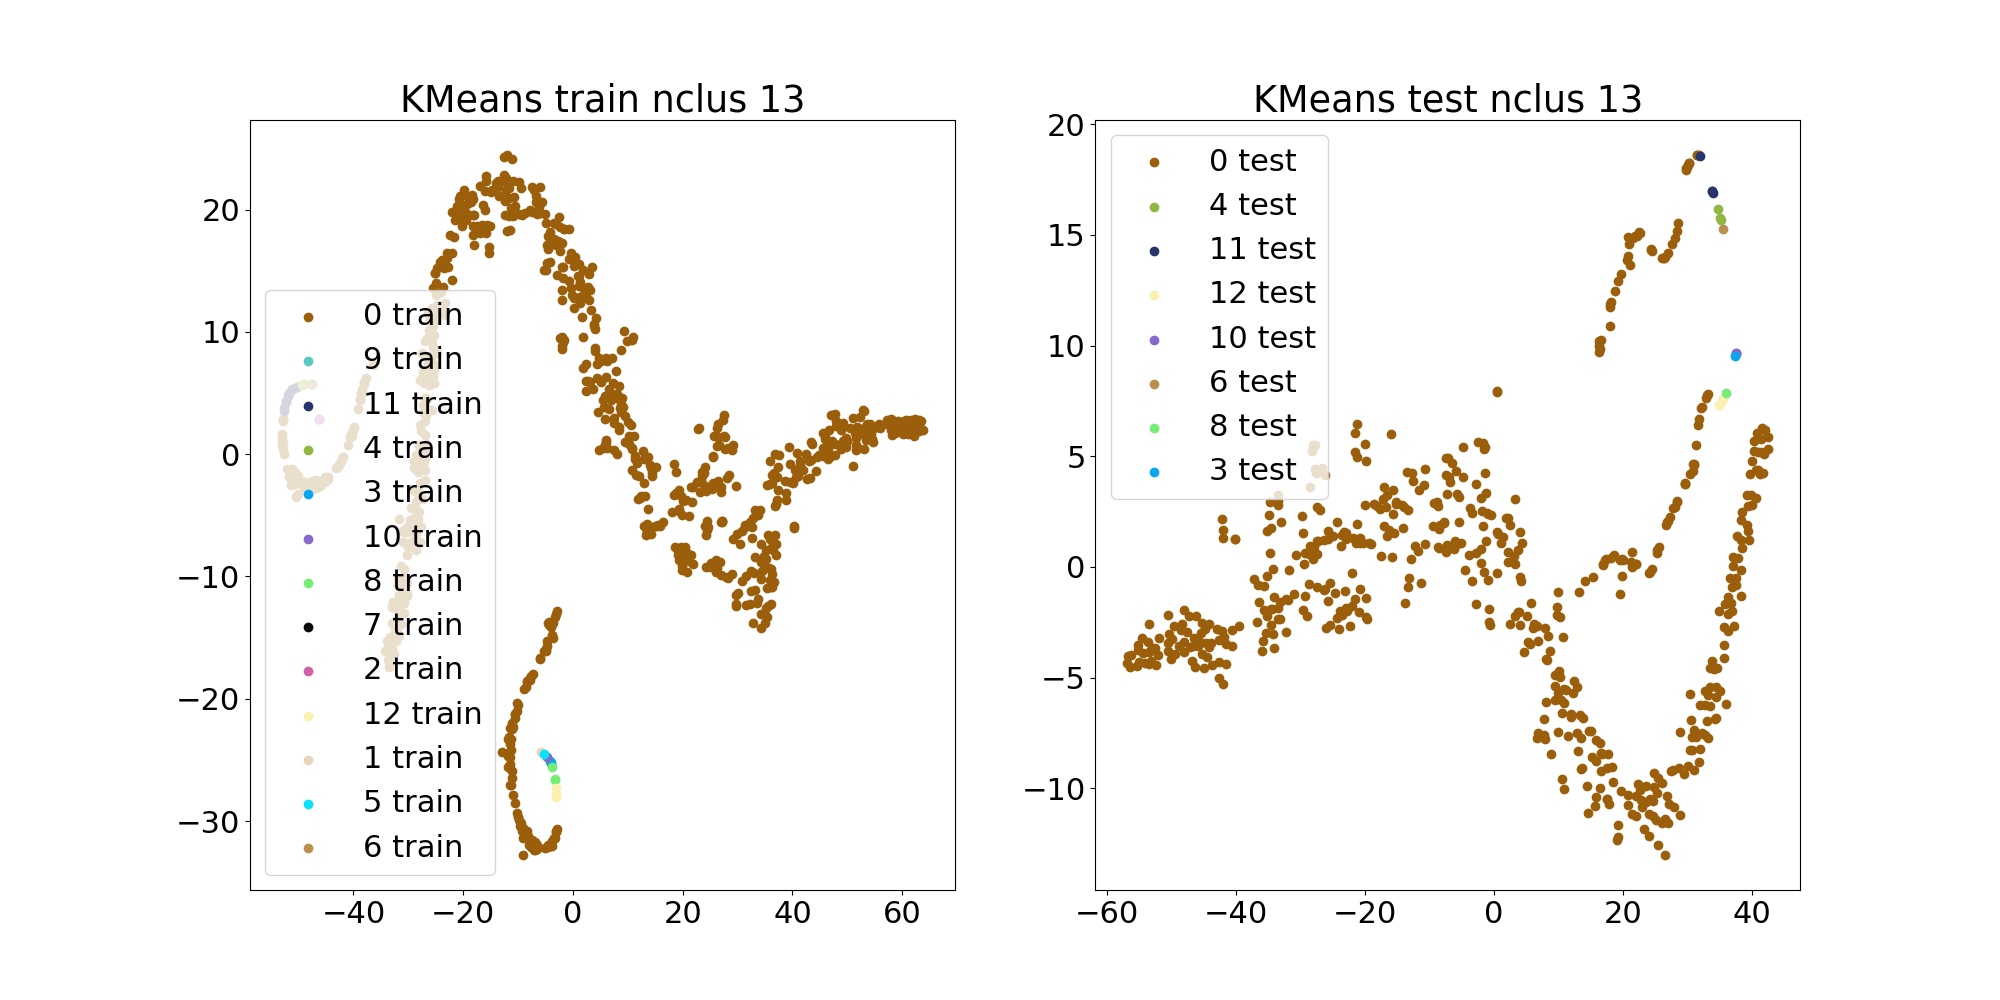 KMeans train nclus 13
20
10
0
−10
−20
−30
0 train
9 train
11 train
4 train
3 train
10 train
8 train
7 train
2 train
12 train
1 train
5 train
6 train
−40 −20 0 20 40 60
KMeans test nclus 13
20
15
10
5
0
−5
−10
0 test
4 test
11 test
12 test
10 test
6 test
8 test
3 test
−60 −40 −20 0 20 40